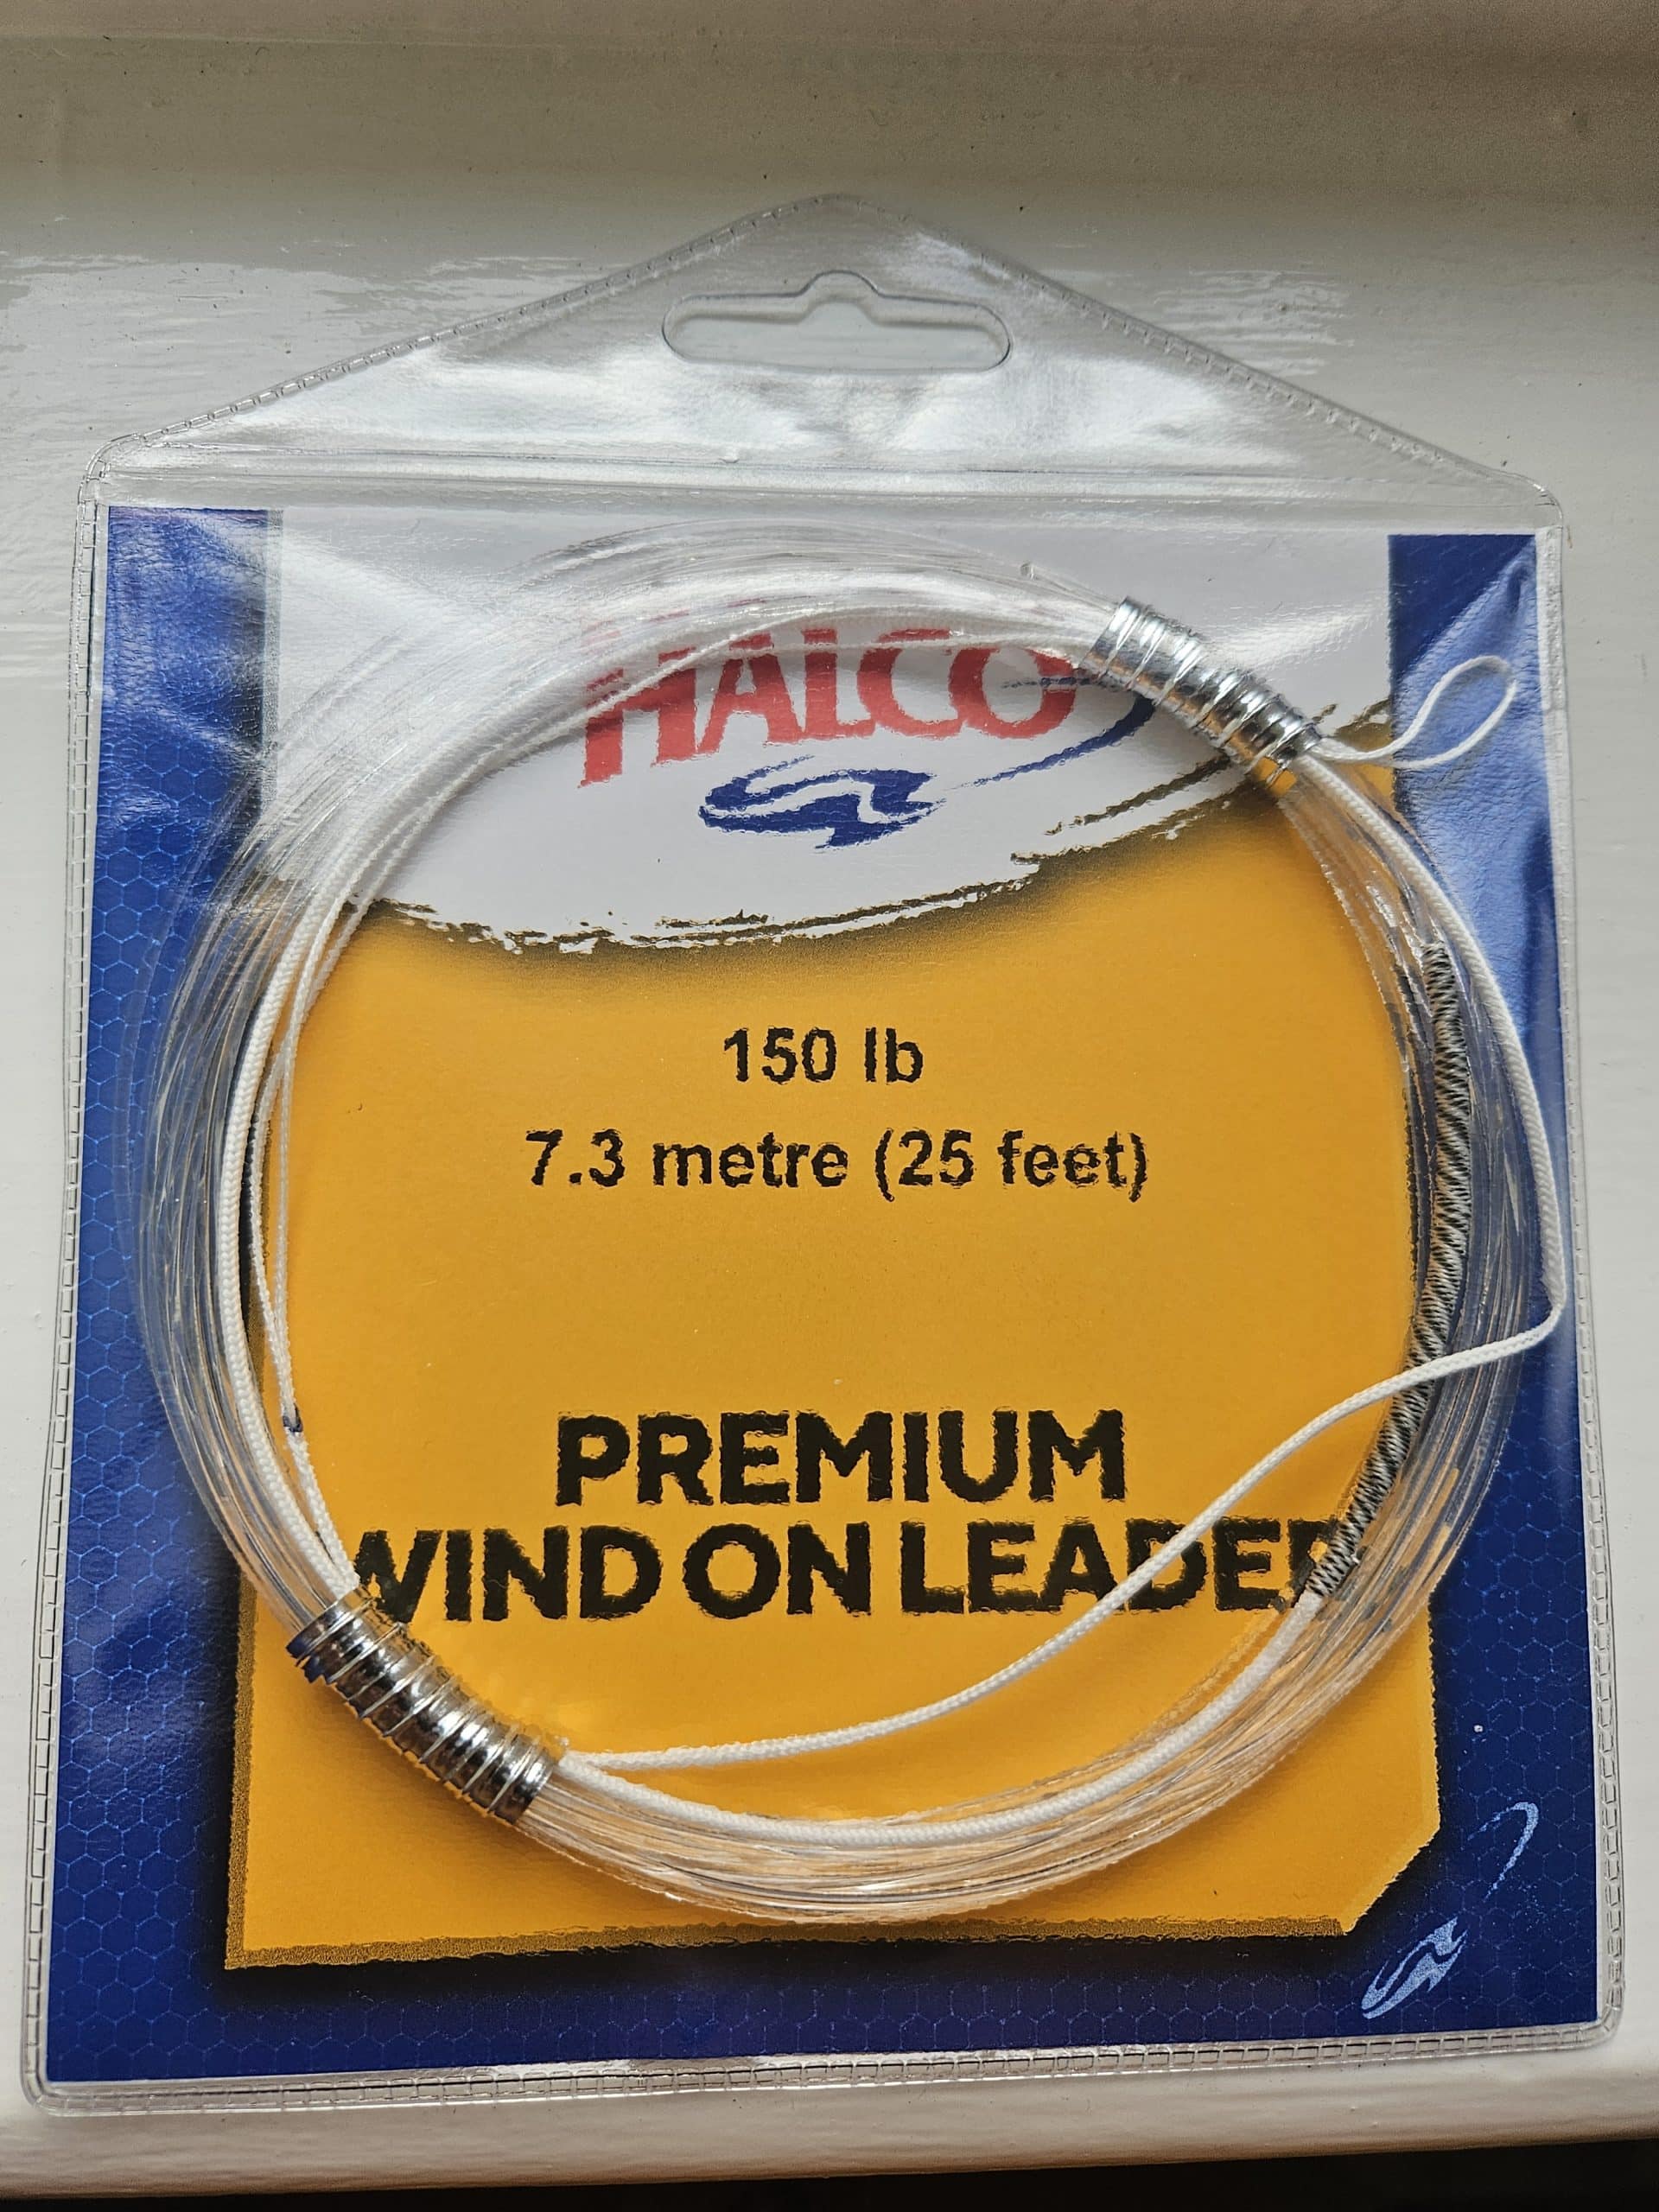 HALCO
150 lb
7.3 metre (25 feet)
PREMIUM
WIND ON LEADER